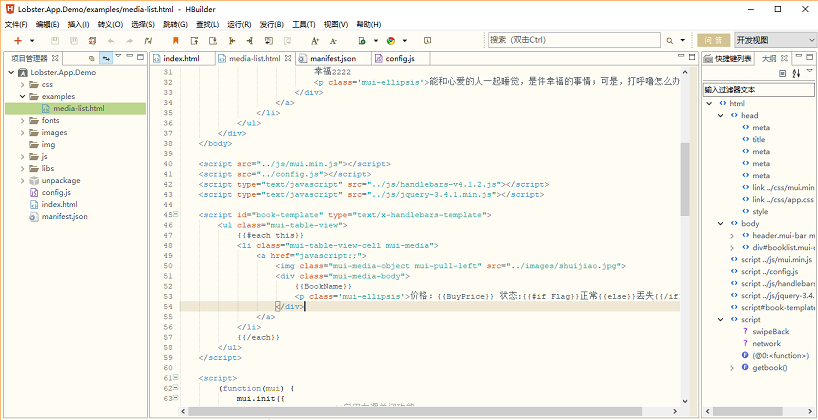 Lobster.App.Demo/examples/media-list.html - HBuilder
文件(F) 编辑(E) 插入(I) 转义(O) 选择(S) 跳转(G) 查找(L) 运行(R) 发行(B) 工具(T) 视图(V) 帮助(H)
搜索 (双击Ctrl)
问 答
开发视图
项目管理器
index.html
media-list.html
manifest.json
config.js
快捷键列表
大纲
Lobster.App.Demo
css
examples
media-list.html
fonts
images
img
js
libs
unpackage
config.js
index.html
manifest.json
31 幸福2222
32 <p class='mui-ellipsis'>能和心爱的人一起睡觉，是件幸福的事情；可是，打呼噜怎么办
33 </div>
34 </a>
35 </li>
36 </ul>
37 </div>
38 </body>
39
40 <script src="../js/mui.min.js"></script>
41 <script src="../config.js"></script>
42 <script type="text/javascript" src="../js/handlebars-v4.1.2.js"></script>
43 <script type="text/javascript" src="../js/jquery-3.4.1.min.js"></script>
44
45 <script id="book-template" type="text/x-handlebars-template">
46 <ul class="mui-table-view">
47 {{#each this}}
48 <li class="mui-table-view-cell mui-media">
49 <a href="javascript:;">
50 <img class="mui-media-object mui-pull-left" src="../images/shuijiao.jpg">
51 <div class="mui-media-body">
52 {{BookName}}
53 <p class='mui-ellipsis'>价格: {{BuyPrice}} 状态:{{#if Flag}}正常{{else}}丢失{{/if
54 </div>
55 </a>
56 </li>
57 {{/each}}
58 </ul>
59 </script>
60
61 <script>
62 (function(mui) {
63 mui.init({
输入过滤器文本
html
head
meta
title
meta
meta
meta
link ../css/mui.min
link ../css/app.css
style
body
header.mui-bar m
div#booklist.mui-c
script ../js/mui.min.js
script ../config.js
script ../js/handlebars
script ../js/jquery-3.4.
script#book-templat
script
swipeBack
network
(@0:<function>)
getbook()